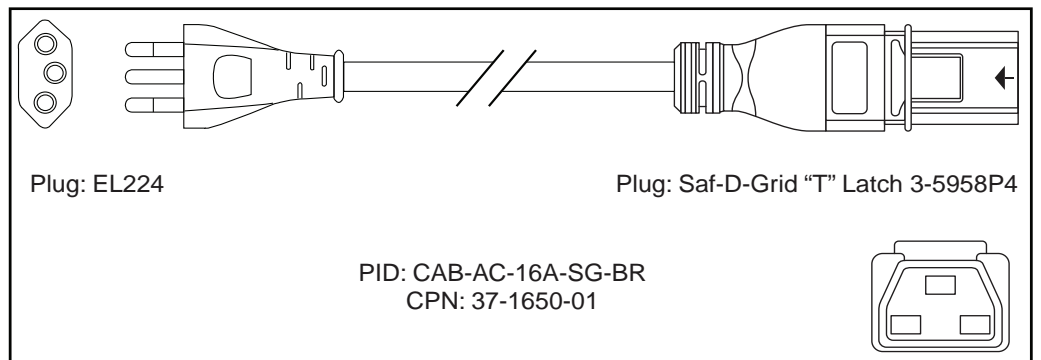 Plug: EL224
Plug: Saf-D-Grid “T” Latch 3-5958P4
PID: CAB-AC-16A-SG-BR
CPN: 37-1650-01